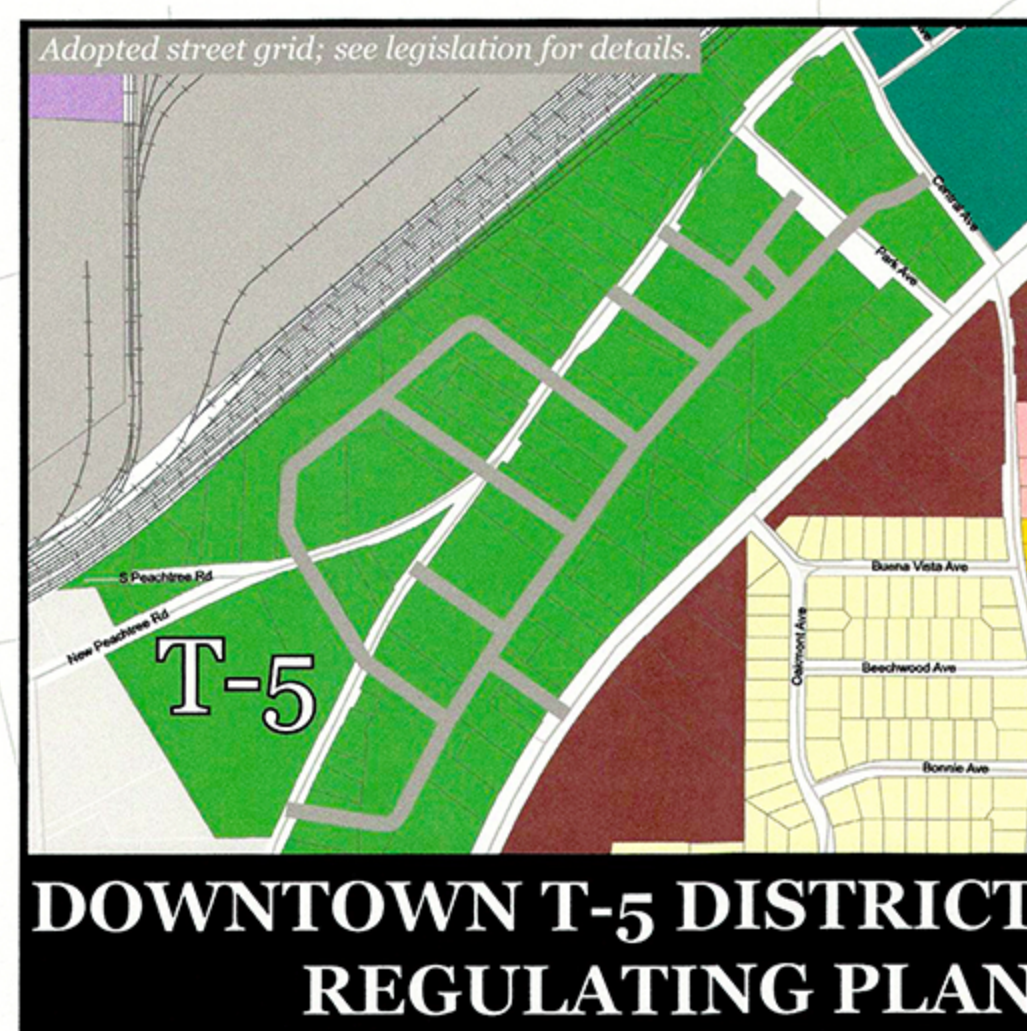 Adopted street grid; see legislation for details.
Ave
Central Ave
Park Ave
S Peachtree Rd
New Peachtree Rd
T-5
Buena Vista Ave
Oakmont Ave
Beechwood Ave
Bonnie Ave
DOWNTOWN T-5 DISTRICT
REGULATING PLAN